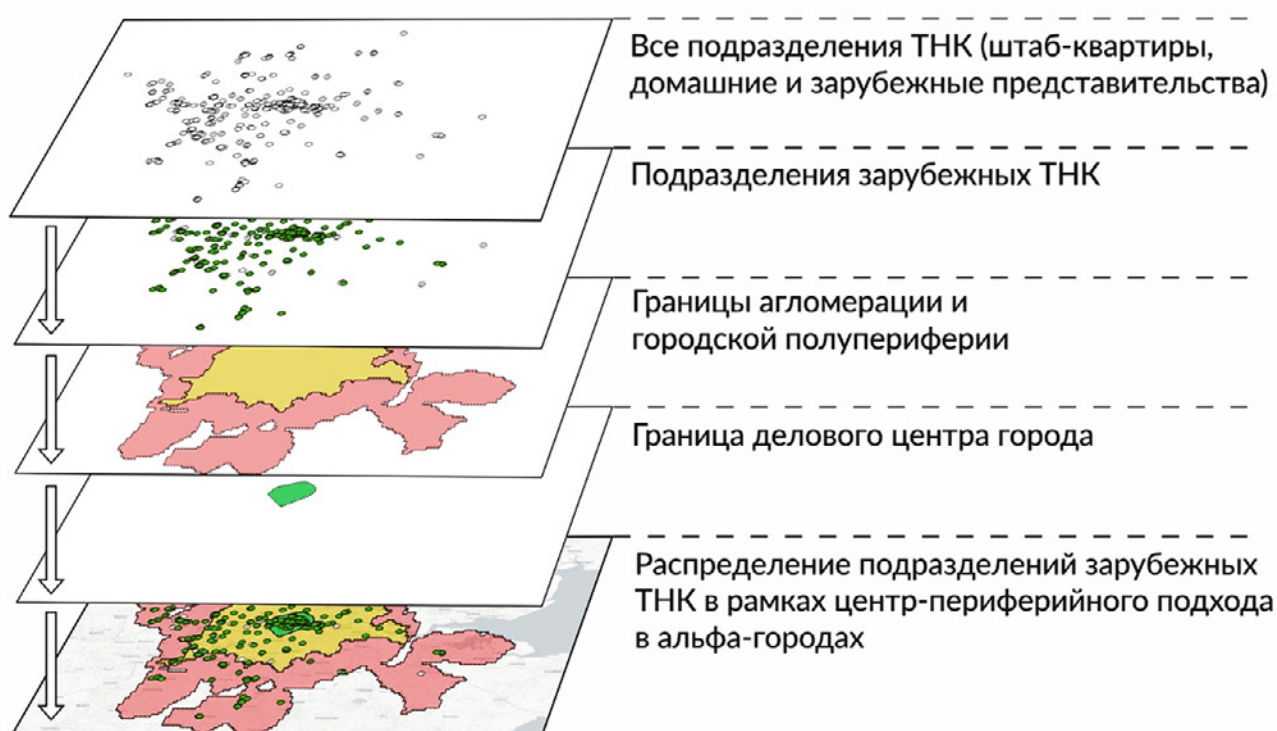 Все подразделения ТНК (штаб-квартиры,
домашние и зарубежные представительства)
Подразделения зарубежных ТНК
Границы агломерации и
городской полупериферии
Граница делового центра города
Распределение подразделений зарубежных
ТНК в рамках центр-периферийного подхода
в альфа-городах